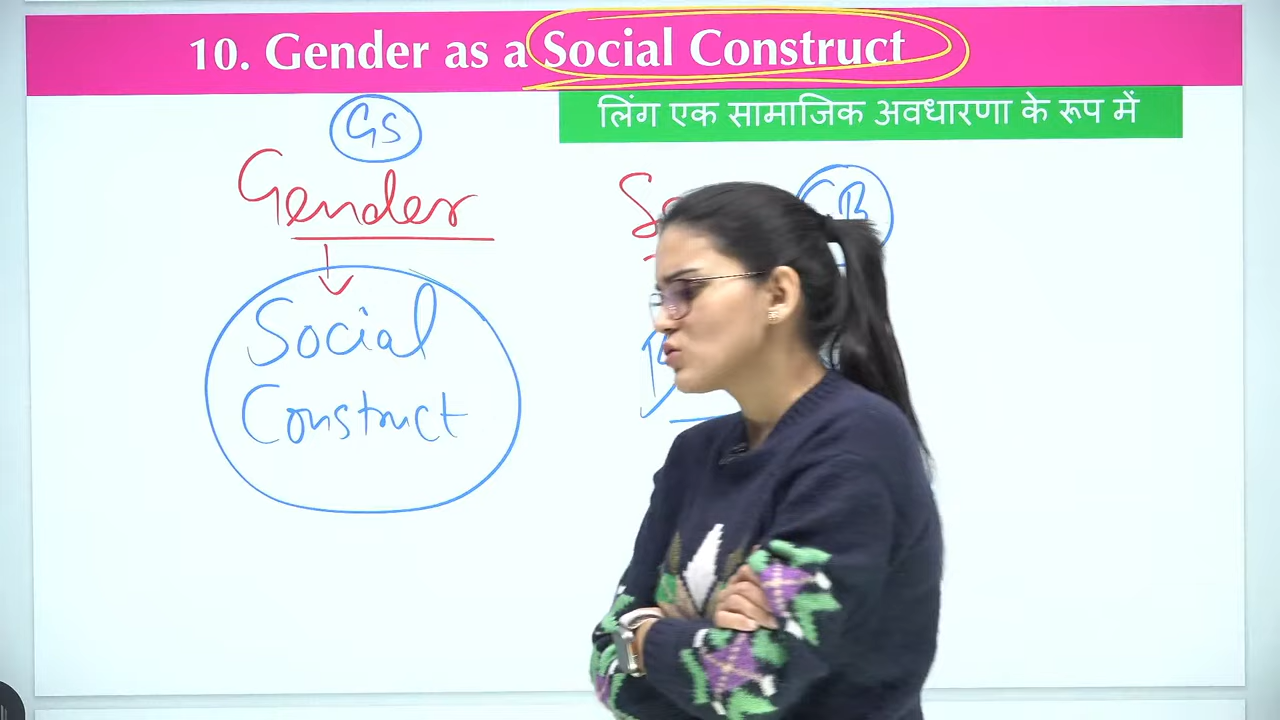 10. Gender as a Social Construct
लिंग एक सामाजिक अवधारणा के रूप में
GS
Gender
Social
Construct